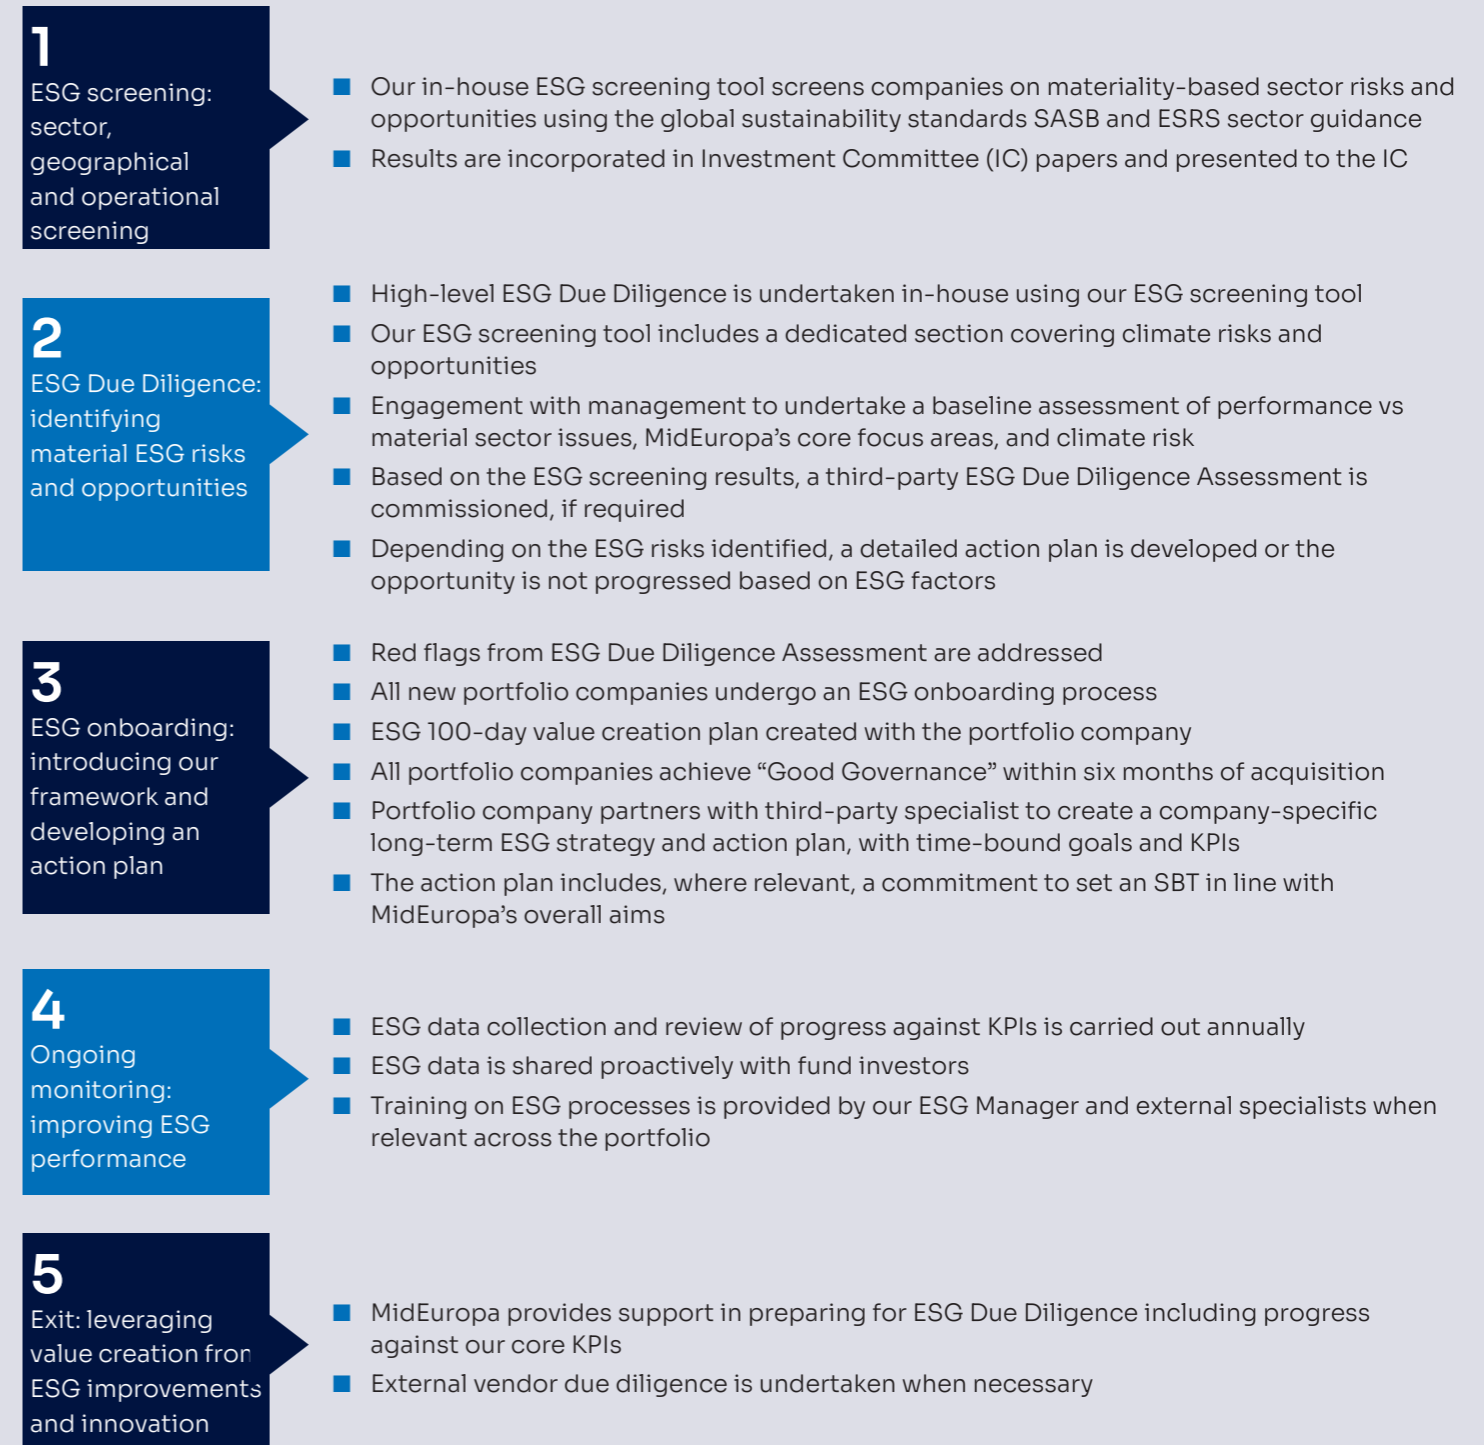 1
ESG screening:
sector,
geographical
and operational
screening
■ Our in-house ESG screening tool screens companies on materiality-based sector risks and
opportunities using the global sustainability standards SASB and ESRS sector guidance
■ Results are incorporated in Investment Committee (IC) papers and presented to the IC
2
ESG Due Diligence:
identifying
material ESG risks
and opportunities
■ High-level ESG Due Diligence is undertaken in-house using our ESG screening tool
■ Our ESG screening tool includes a dedicated section covering climate risks and
opportunities
■ Engagement with management to undertake a baseline assessment of performance vs
material sector issues, MidEuropa’s core focus areas, and climate risk
■ Based on the ESG screening results, a third-party ESG Due Diligence Assessment is
commissioned, if required
■ Depending on the ESG risks identified, a detailed action plan is developed or the
opportunity is not progressed based on ESG factors
3
ESG onboarding:
introducing our
framework and
developing an
action plan
■ Red flags from ESG Due Diligence Assessment are addressed
■ All new portfolio companies undergo an ESG onboarding process
■ ESG 100-day value creation plan created with the portfolio company
■ All portfolio companies achieve “Good Governance” within six months of acquisition
■ Portfolio company partners with third-party specialist to create a company-specific
long-term ESG strategy and action plan, with time-bound goals and KPIs
■ The action plan includes, where relevant, a commitment to set an SBT in line with
MidEuropa’s overall aims
4
Ongoing
monitoring:
improving ESG
performance
■ ESG data collection and review of progress against KPIs is carried out annually
■ ESG data is shared proactively with fund investors
■ Training on ESG processes is provided by our ESG Manager and external specialists when
relevant across the portfolio
5
Exit: leveraging
value creation from
ESG improvements
and innovation
■ MidEuropa provides support in preparing for ESG Due Diligence including progress
against our core KPIs
■ External vendor due diligence is undertaken when necessary